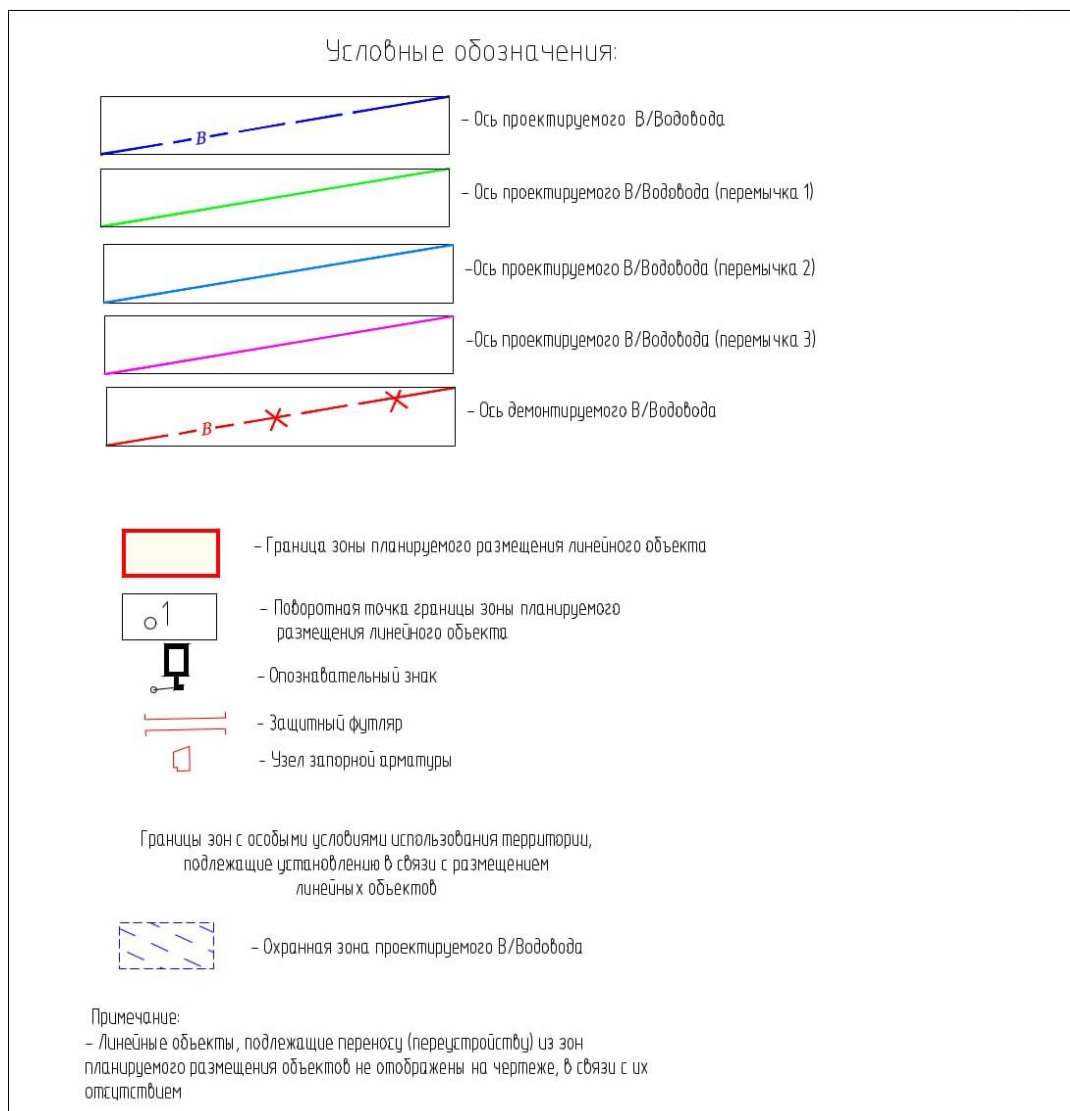 Условные обозначения:
В
- Ось проектируемого В/Водовода
- Ось проектируемого В/Водовода (перемычка 1)
-Ось проектируемого В/Водовода (перемычка 2)
-Ось проектируемого В/Водовода (перемычка 3)
В
- Ось демонтируемого В/Водовода
- Граница зоны планируемого размещения линейного объекта
1
- Поворотная точка границы зоны планируемого
размещения линейного объекта
- Опознавательный знак
- Защитный футляр
- Узел запорной арматуры
Границы зон с особыми условиями использования территории,
подлежащие установлению в связи с размещением
линейных объектов
- Охранная зона проектируемого В/Водовода
Примечание:
- Линейные объекты, подлежащие переносу (переустройству) из зон
планируемого размещения объектов не отображены на чертеже, в связи с их
отсутствием